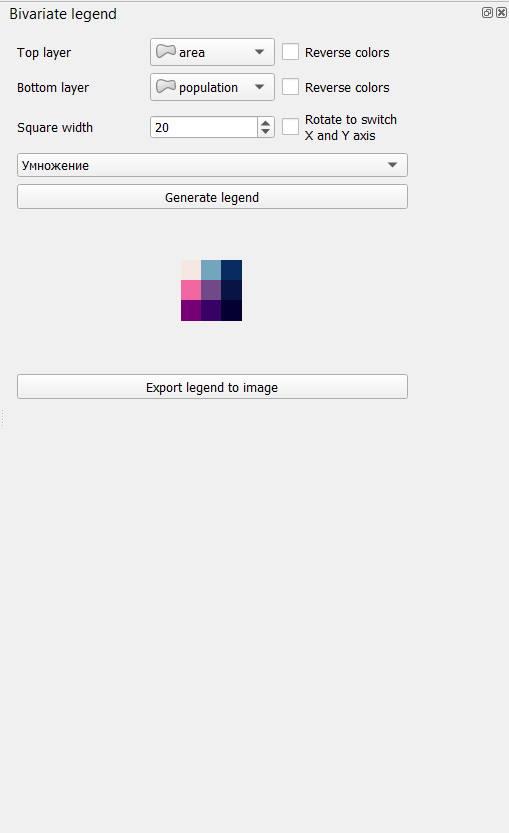 Bivariate legend
Top layer
area
Reverse colors
Bottom layer
population
Reverse colors
Square width
20
Rotate to switch
X and Y axis
Умножение
Generate legend
Export legend to image